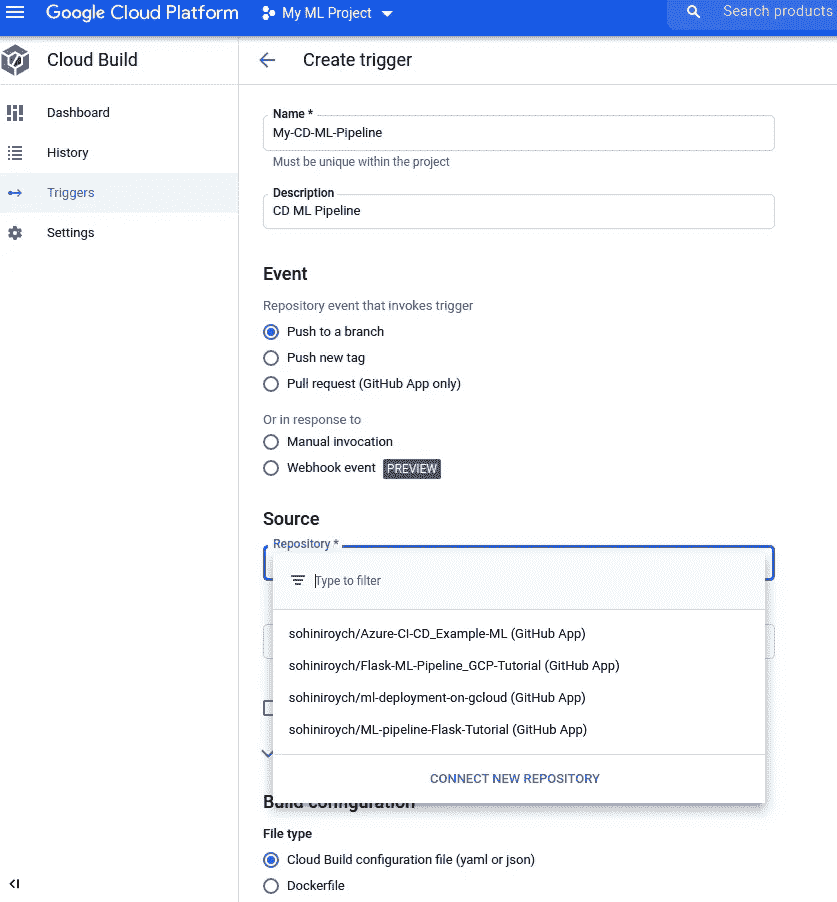 Google Cloud Platform
My ML Project
Search products
Cloud Build
Create trigger
Dashboard
History
Triggers
Settings
Name *
My-CD-ML-Pipeline
Must be unique within the project
Description
CD ML Pipeline
Event
Repository event that invokes trigger
Push to a branch
Push new tag
Pull request (GitHub App only)
Or in response to
Manual invocation
Webhook event PREVIEW
Source
Repository *
Type to filter
sohiniroych/Azure-CI-CD_Example-ML (GitHub App)
sohiniroych/Flask-ML-Pipeline_GCP-Tutorial (GitHub App)
sohiniroych/ml-deployment-on-gcloud (GitHub App)
sohiniroych/ML-pipeline-Flask-Tutorial (GitHub App)
CONNECT NEW REPOSITORY
Build configuration
File type
Cloud Build configuration file (yaml or json)
Dockerfile